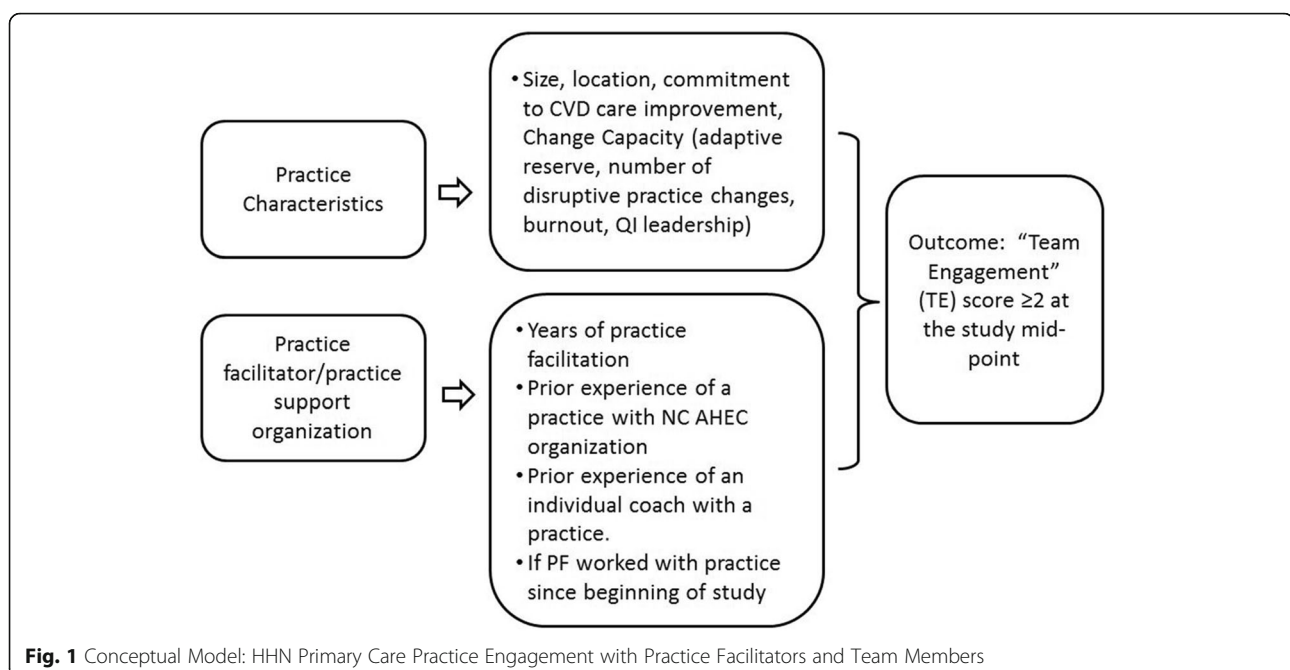 Practice
Characteristics
• Size, location, commitment
to CVD care improvement,
Change Capacity (adaptive
reserve, number of
disruptive practice changes,
burnout, QI leadership)
Practice
facilitator/practice
support
organization
• Years of practice
facilitation
• Prior experience of a
practice with NC AHEC
organization
• Prior experience of an
individual coach with a
practice.
• If PF worked with practice
since beginning of study
Outcome: “Team
Engagement”
(TE) score ≥2 at
the study mid-
point
Fig. 1 Conceptual Model: HHN Primary Care Practice Engagement with Practice Facilitators and Team Members